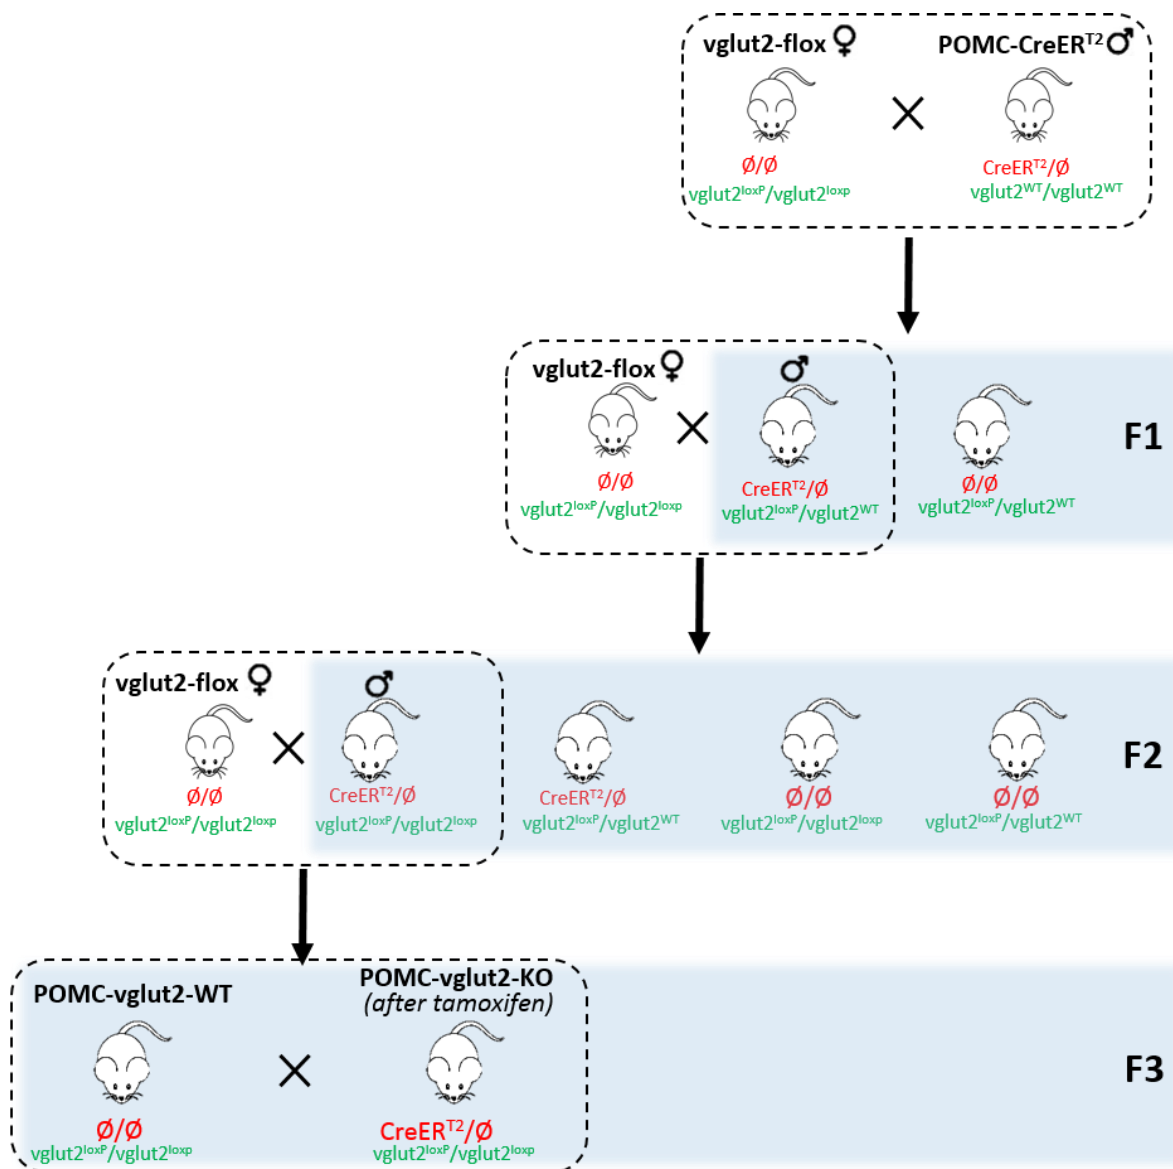 vglut2-flox ♀ POMC-CreERT2 ♂
Ø/Ø CreERT2/Ø
vglut2loxP/vglut2loxp vglut2WT/vglut2WT
vglut2-flox ♀ ♂
F1
Ø/Ø CreERT2/Ø Ø/Ø
vglut2loxP/vglut2loxp vglut2loxP/vglut2WT vglut2loxP/vglut2WT
vglut2-flox ♀ ♂
F2
Ø/Ø CreERT2/Ø CreERT2/Ø Ø/Ø Ø/Ø
vglut2loxP/vglut2loxp vglut2loxP/vglut2loxp vglut2loxP/vglut2WT vglut2loxP/vglut2loxp vglut2loxP/vglut2WT
POMC-vglut2-WT POMC-vglut2-KO
(after tamoxifen)
F3
Ø/Ø CreERT2/Ø
vglut2loxP/vglut2loxp vglut2loxP/vglut2loxp